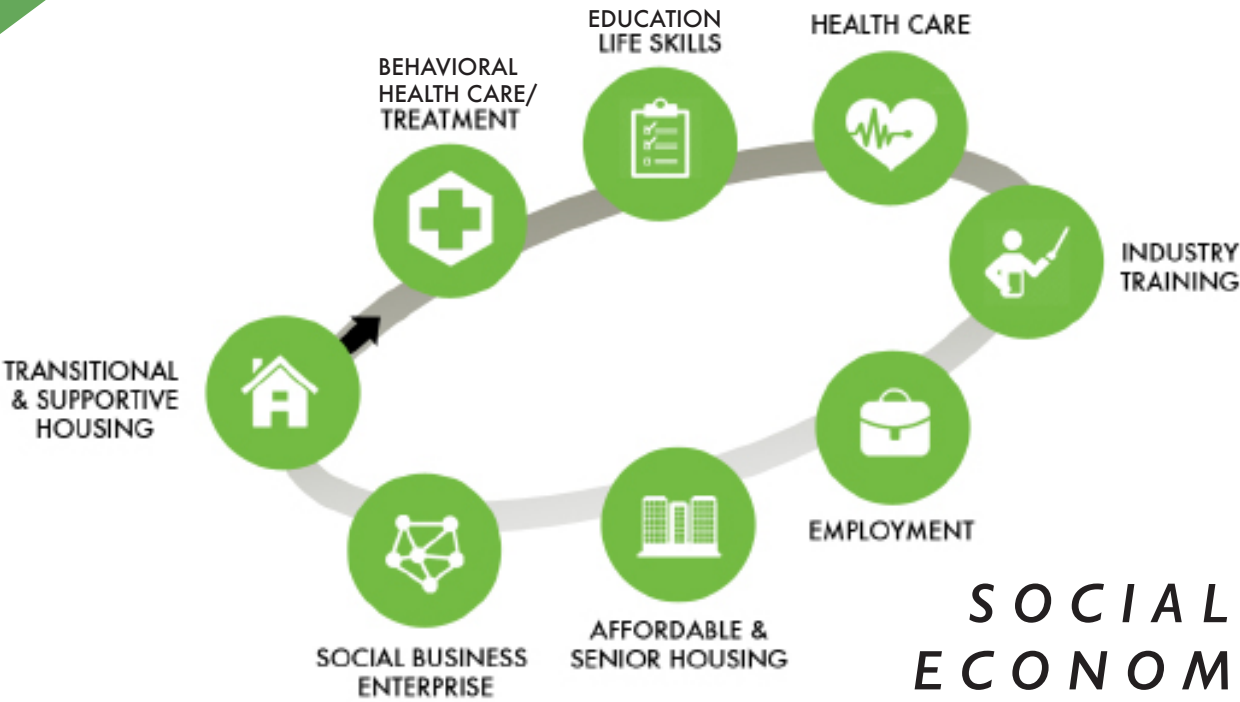 EDUCATION
LIFE SKILLS
HEALTH CARE
BEHAVIORAL
HEALTH CARE/
TREATMENT
INDUSTRY
TRAINING
TRANSITIONAL
& SUPPORTIVE
HOUSING
EMPLOYMENT
AFFORDABLE &
SENIOR HOUSING
SOCIAL BUSINESS
ENTERPRISE
SOCIAL
ECONOM